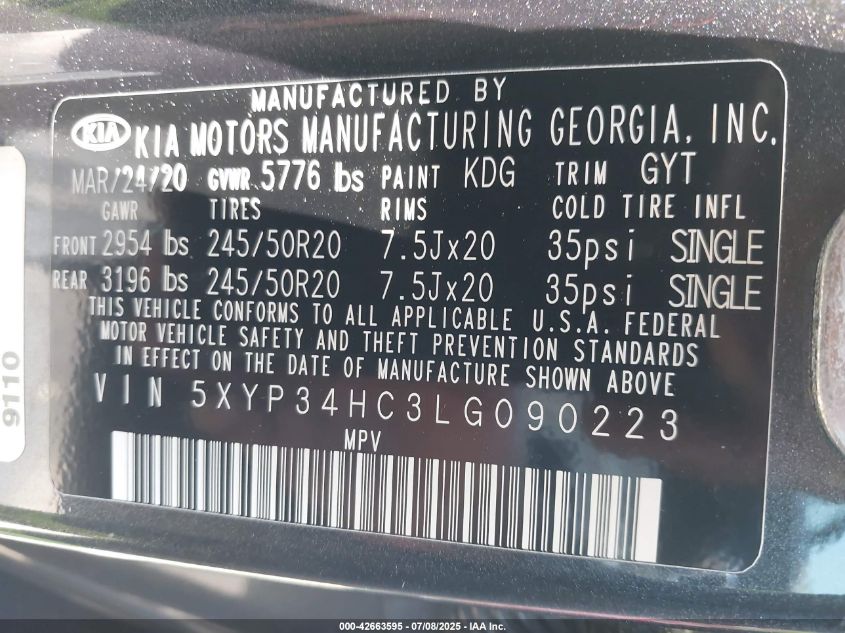 MANUFACTURED BY
KIA KIA MOTORS MANUFACTURING GEORGIA, INC.
MAR/24/20 GVWR 5776 lbs PAINT KDG TRIM GYT
GAWR TIRES RIMS COLD TIRE INFL
FRONT 2954 lbs 245/50R20 7.5Jx20 35psi SINGLE
REAR 3196 lbs 245/50R20 7.5Jx20 35psi SINGLE
THIS VEHICLE CONFORMS TO ALL APPLICABLE U.S.A. FEDERAL
MOTOR VEHICLE SAFETY AND THEFT PREVENTION STANDARDS
IN EFFECT ON THE DATE OF MANUFACTURE SHOWN ABOVE
VIN 5XYP34HC3LG090223
MPV
9110
000-42663595 - 07/08/2025 - IAA Inc.